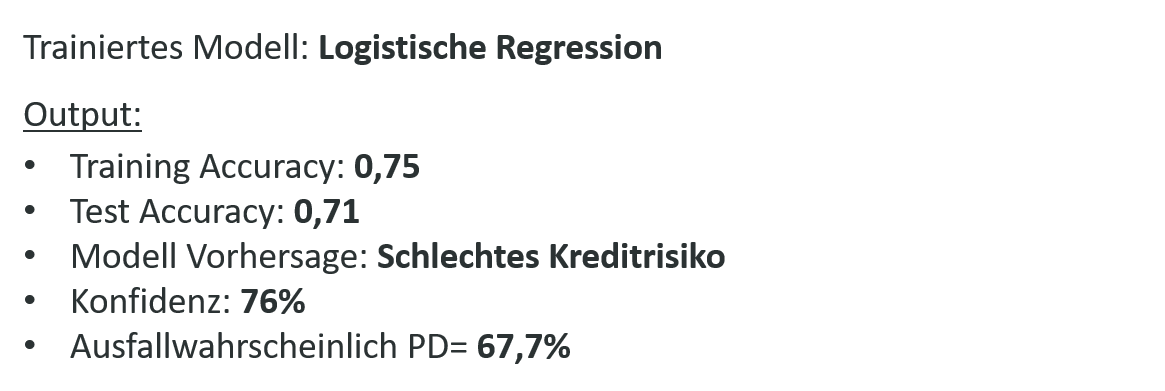 Trainiertes Modell: Logistische Regression
Output:
• Training Accuracy: 0,75
• Test Accuracy: 0,71
• Modell Vorhersage: Schlechtes Kreditrisiko
• Konfidenz: 76%
• Ausfallwahrscheinlich PD= 67,7%